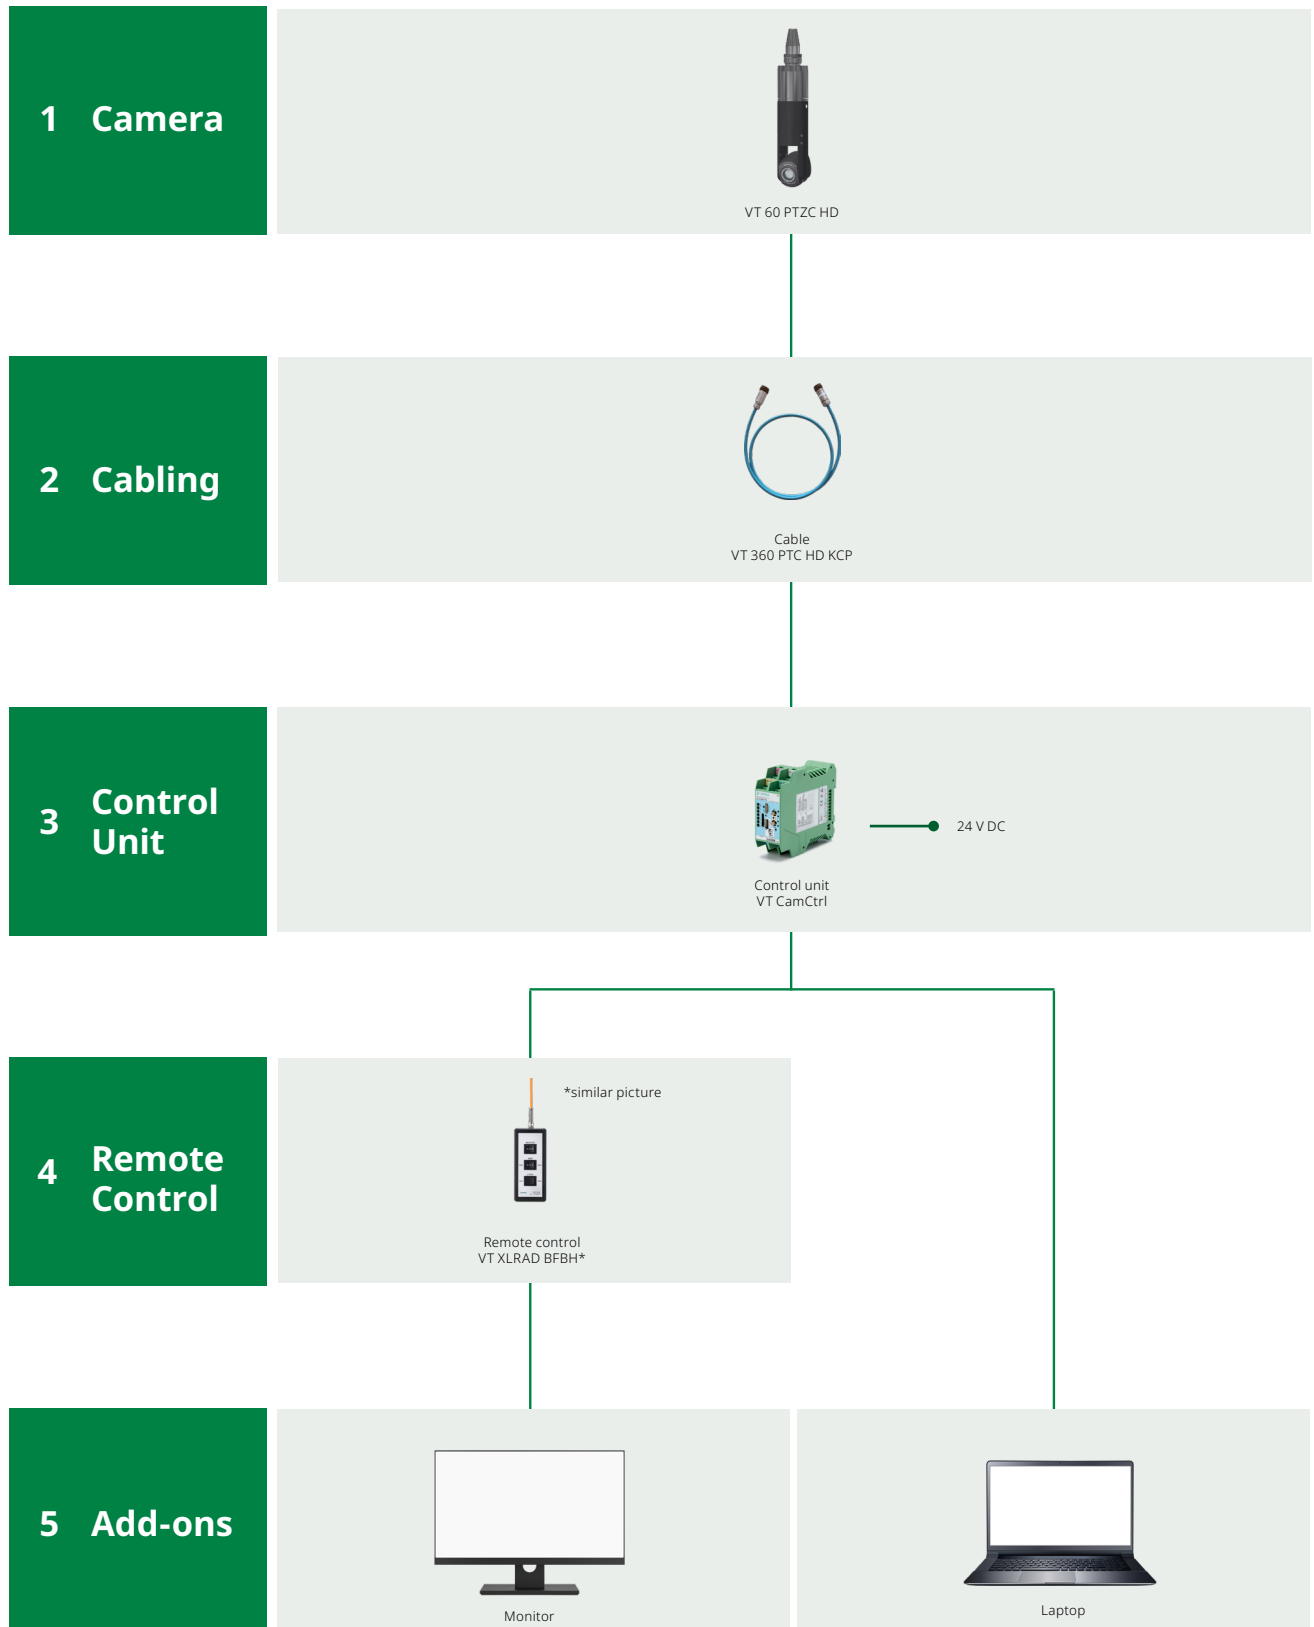 1 Camera
VT 60 PTZC HD
2 Cabling
Cable
VT 360 PTC HD KCP
3 Control
Unit
24 V DC
Control unit
VT CamCtrl
4 Remote
Control
*similar picture
Remote control
VT XLRAD BFBH*
5 Add-ons
Monitor
Laptop